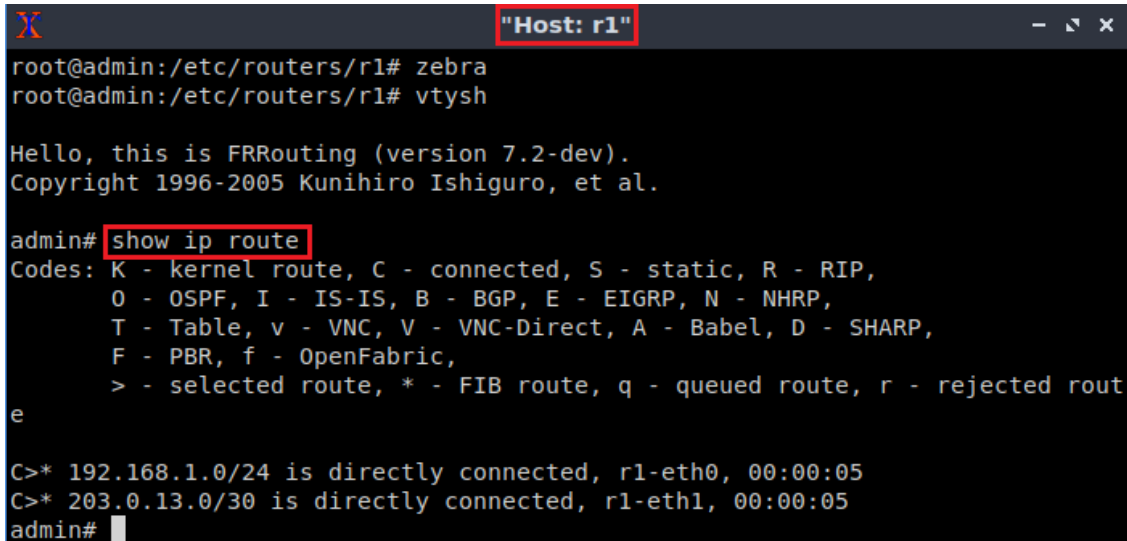 "Host: r1"
root@admin:/etc/routers/r1# zebra
root@admin:/etc/routers/r1# vtysh
Hello, this is FRRouting (version 7.2-dev).
Copyright 1996-2005 Kunihiro Ishiguro, et al.
admin# show ip route
Codes: K - kernel route, C - connected, S - static, R - RIP,
       O - OSPF, I - IS-IS, B - BGP, E - EIGRP, N - NHRP,
       T - Table, v - VNC, V - VNC-Direct, A - Babel, D - SHARP,
       F - PBR, f - OpenFabric,
       > - selected route, * - FIB route, q - queued route, r - rejected rout
e
C>* 192.168.1.0/24 is directly connected, r1-eth0, 00:00:05
C>* 203.0.13.0/30 is directly connected, r1-eth1, 00:00:05
admin#